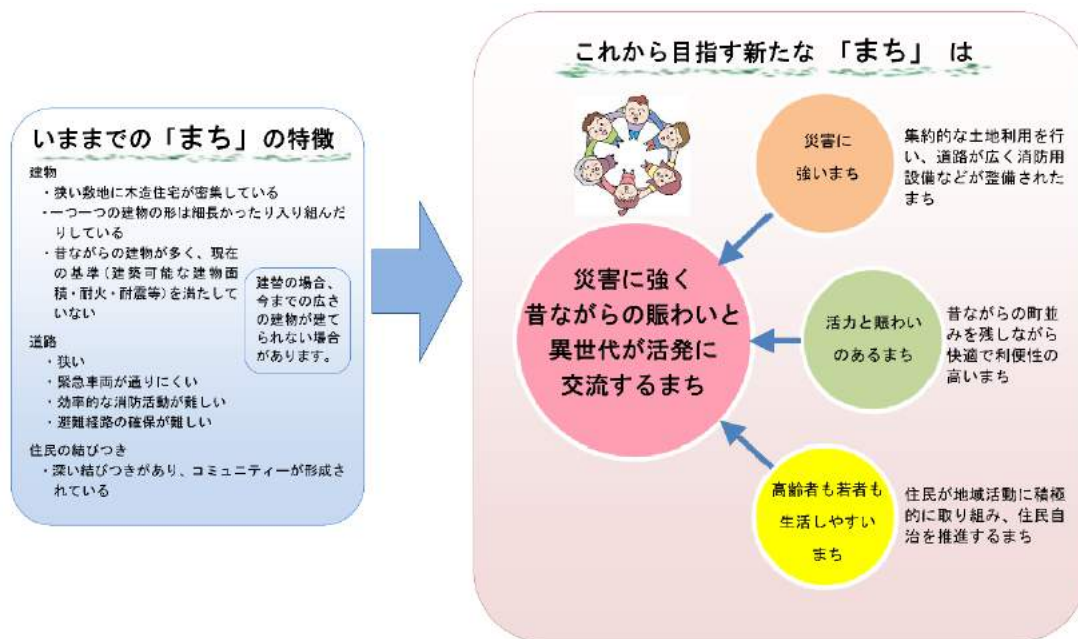 いままでの「まち」の特徴
建物
・狭い敷地に木造住宅が密集している
・一つ一つの建物の形は細長かったり入り組んだ
りしている
・昔ながらの建物が多く、現在
の基準（建築可能な建物面
積・耐火・耐震等）を満たして
いない
建替の場合、
今までの広さ
の建物が建て
られない場合
があります。
道路
・狭い
・緊急車両が通りにくい
・効率的な消防活動が難しい
・避難経路の確保が難しい
住民の結びつき
・深い結びつきがあり、コミュニティーが形成さ
れている
これから目指す新たな 「まち」 は
災害に
強いまち
集約的な土地利用を行
い、道路が広く消防用
設備などが整備された
まち
災害に強く
昔ながらの賑わいと
異世代が活発に
交流するまち
活力と賑わい
のあるまち
昔ながらの町並
みを残しながら
快適で利便性の
高いまち
高齢者も若者も
生活しやすい
まち
住民が地域活動に積極
的に取り組み、住民自
治を推進するまち